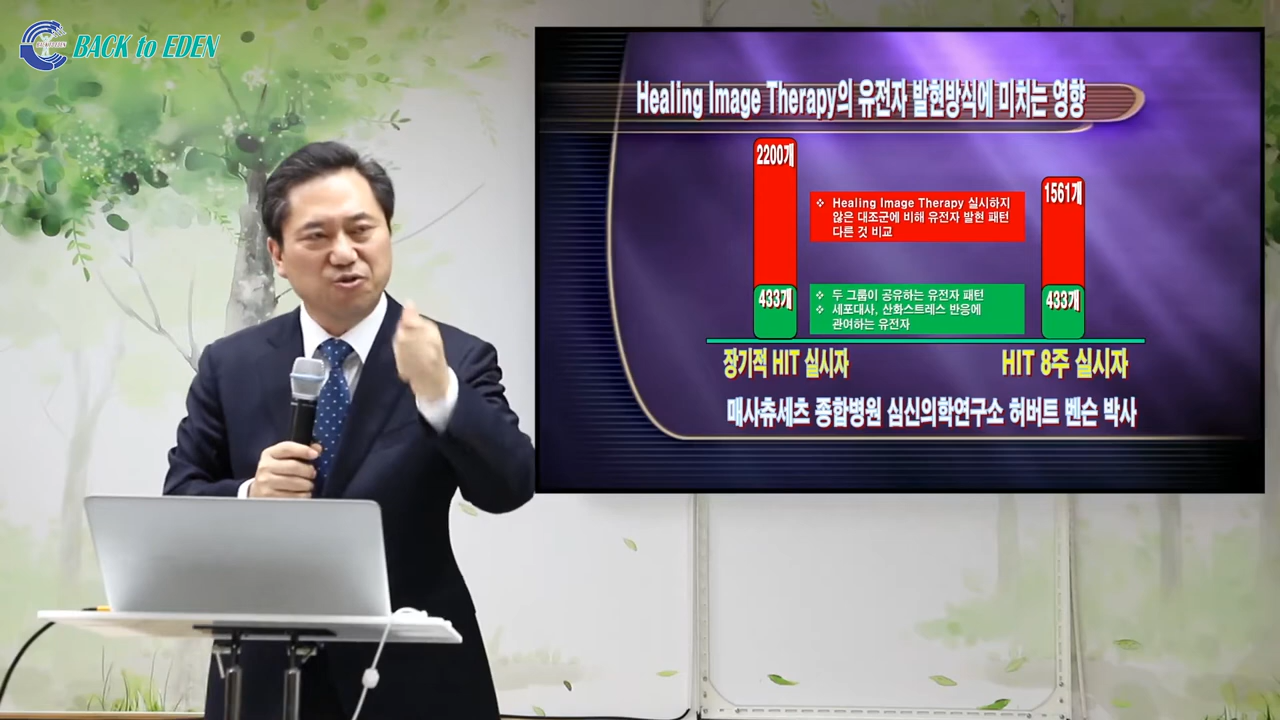 BACK to EDEN
Healing Image Therapy의 유전자 발현방식에 미치는 영향
2200개
433개
❖ Healing Image Therapy 실시하지
않은 대조군에 비해 유전자 발현 패턴
다른 것 비교
❖ 두 그룹이 공유하는 유전자 패턴
❖ 세포대사, 산화스트레스 반응에
관여하는 유전자
1561개
433개
장기적 HIT 실시자
HIT 8주 실시자
매사츄세츠 종합병원 심신의학연구소 허버트 벤슨 박사